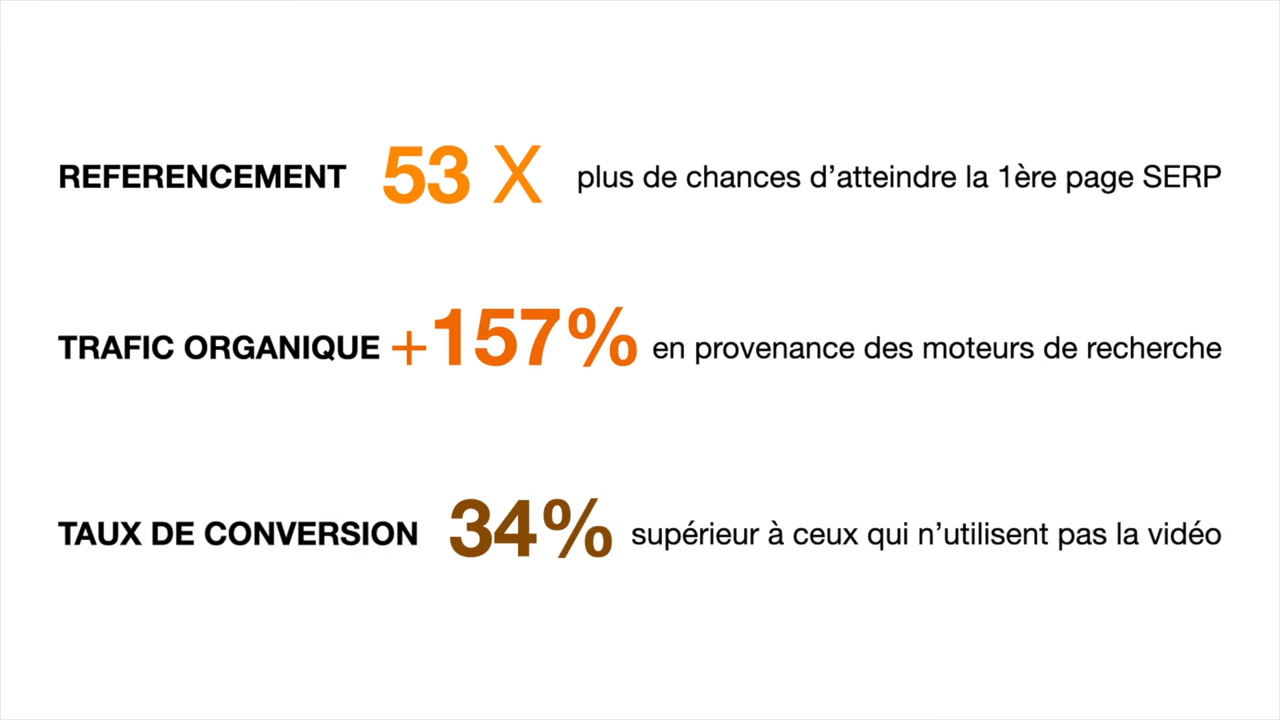 REFERENCEMENT 53 X plus de chances d’atteindre la 1ère page SERP
TRAFIC ORGANIQUE +157% en provenance des moteurs de recherche
TAUX DE CONVERSION 34% supérieur à ceux qui n’utilisent pas la vidéo